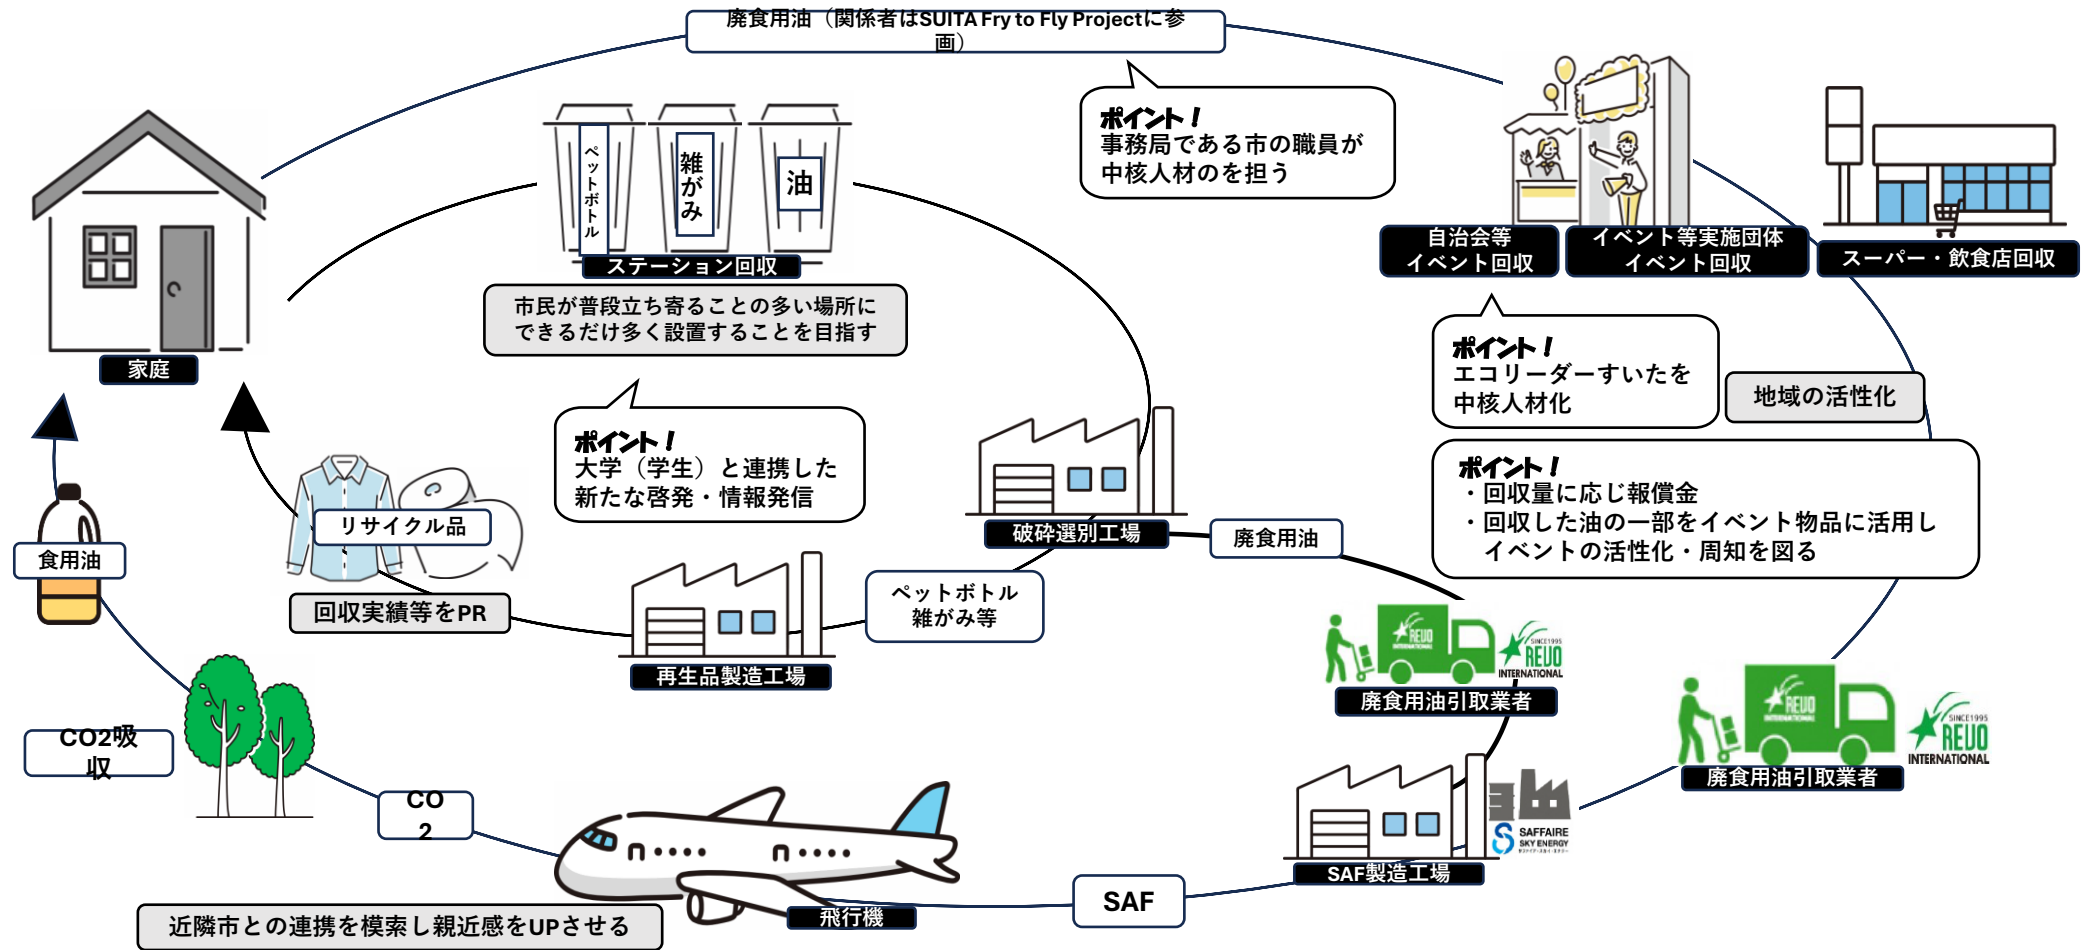 廃食用油（関係者はSUITA Fry to Fly Projectに参
画）
ポイント！
事務局である市の職員が
中核人材のを担う
ペットボトル
雑がみ
油
ステーション回収
市民が普段立ち寄ることの多い場所に
できるだけ多く設置することを目指す
自治会等
イベント回収
イベント等実施団体
イベント回収
スーパー・飲食店回収
家庭
ポイント！
エコリーダーすいたを
中核人材化
地域の活性化
ポイント！
大学（学生）と連携した
新たな啓発・情報発信
ポイント！
・回収量に応じ報償金
・回収した油の一部をイベント物品に活用し
イベントの活性化・周知を図る
リサイクル品
破砕選別工場
廃食用油
食用油
回収実績等をPR
ペットボトル
雑がみ等
再生品製造工場
REVO
INTERNATIONAL
SINCE1995
REVO
INTERNATIONAL
廃食用油引取業者
REVO
INTERNATIONAL
SINCE1995
REVO
INTERNATIONAL
廃食用油引取業者
CO2吸
収
CO
2
SAFFAIRE
SKY ENERGY
SAF製造工場
SAF
飛行機
近隣市との連携を模索し親近感をUPさせる